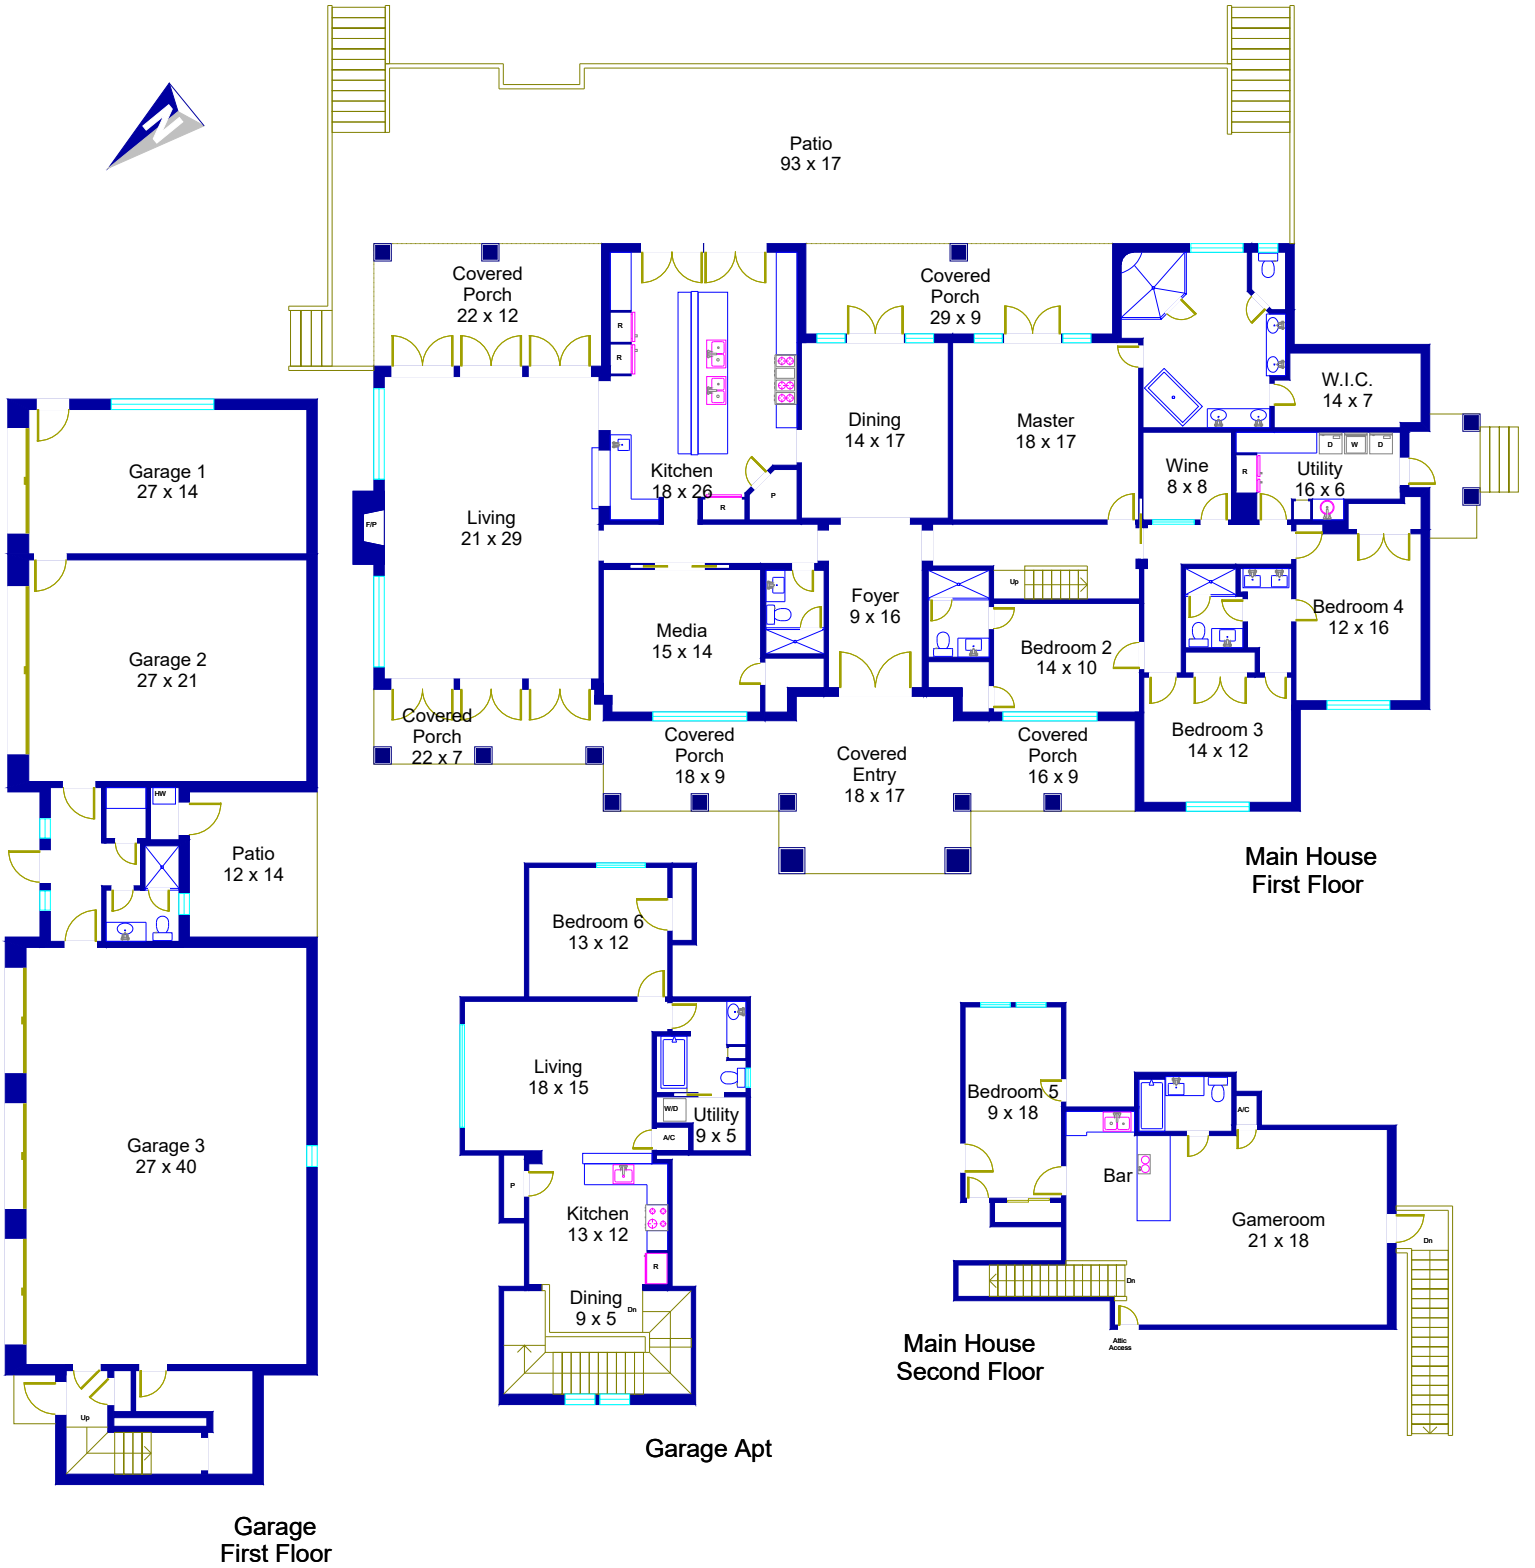 N
Patio
93 x 17
Covered
Porch
22 x 12
Covered
Porch
29 x 9
R
R
W.I.C.
14 x 7
Dining
14 x 17
Master
18 x 17
Garage 1
27 x 14
Kitchen
18 x 26
P
R
Wine
8 x 8
D
W
D
R
Utility
16 x 6
F/P
Living
21 x 29
Up
Foyer
9 x 16
Bedroom 4
12 x 16
Media
15 x 14
Bedroom 2
14 x 10
Garage 2
27 x 21
Covered
Porch
22 x 7
Covered
Porch
18 x 9
Covered
Entry
18 x 17
Covered
Porch
16 x 9
Bedroom 3
14 x 12
HW
Patio
12 x 14
Main House
First Floor
Bedroom 6
13 x 12
Living
18 x 15
W/D
Utility
9 x 5
A/C
P
Kitchen
13 x 12
R
Dining
9 x 5
Dn
Garage Apt
Bedroom 5
9 x 18
A/C
Bar
Gameroom
21 x 18
Dn
Dn
Attic
Access
Main House
Second Floor
Garage 3
27 x 40
Up
Garage
First Floor